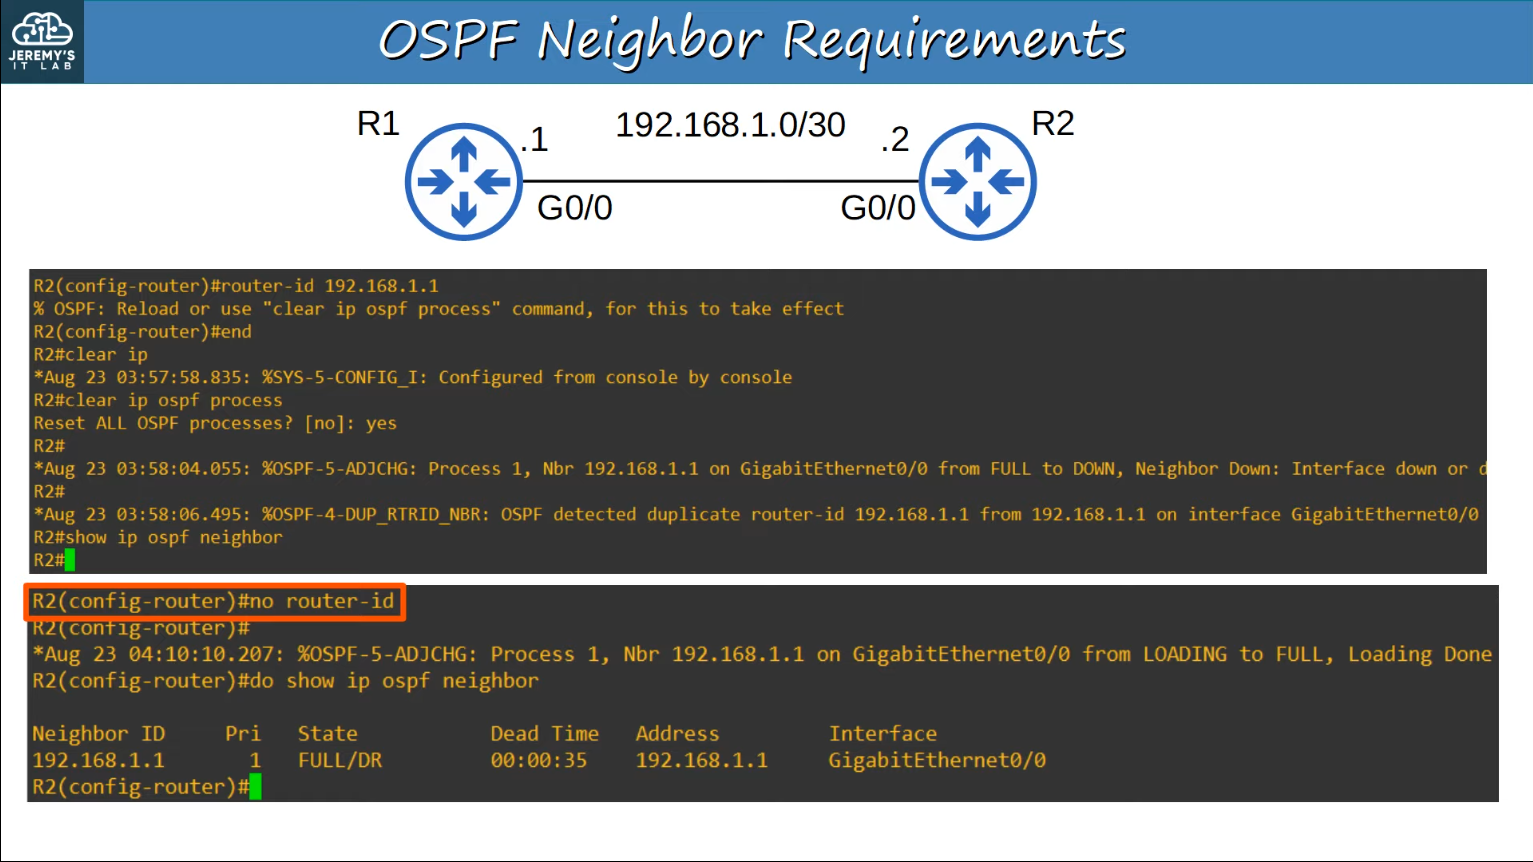 JEREMY'S
IT LAB
OSPF Neighbor Requirements
R1
.1
192.168.1.0/30
.2
R2
G0/0
G0/0
R2(config-router)#router-id 192.168.1.1
% OSPF: Reload or use "clear ip ospf process" command, for this to take effect
R2(config-router)#end
R2#clear ip
*Aug 23 03:57:58.835: %SYS-5-CONFIG_I: Configured from console by console
R2#clear ip ospf process
Reset ALL OSPF processes? [no]: yes
R2#
*Aug 23 03:58:04.055: %OSPF-5-ADJCHG: Process 1, Nbr 192.168.1.1 on GigabitEthernet0/0 from FULL to DOWN, Neighbor Down: Interface down or d
R2#
*Aug 23 03:58:06.495: %OSPF-4-DUP_RTRID_NBR: OSPF detected duplicate router-id 192.168.1.1 from 192.168.1.1 on interface GigabitEthernet0/0
R2#show ip ospf neighbor
R2#
R2(config-router)#no router-id
R2(config-router)#
*Aug 23 04:10:10.207: %OSPF-5-ADJCHG: Process 1, Nbr 192.168.1.1 on GigabitEthernet0/0 from LOADING to FULL, Loading Done
R2(config-router)#do show ip ospf neighbor
Neighbor ID Pri State Dead Time Address Interface
192.168.1.1 1 FULL/DR 00:00:35 192.168.1.1 GigabitEthernet0/0
R2(config-router)#